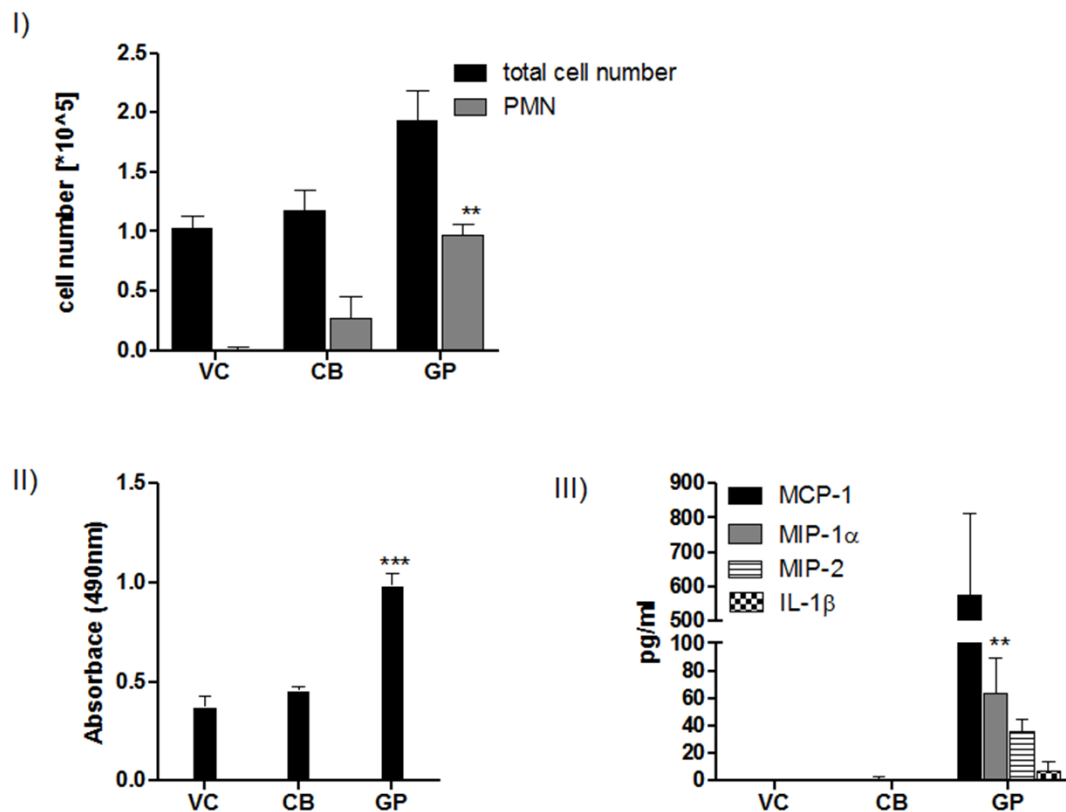 I)
2.5
2.0
1.5
1.0
0.5
0.0
cell number [*10^5]
total cell number
PMN
**
VC CB GP
II)
1.5
1.0
0.5
0.0
Absorbace (490nm)
***
VC CB GP
III)
900
800
700
600
500
100
80
60
40
20
0
pg/ml
MCP-1
MIP-1α
MIP-2
IL-1β
**
VC CB GP